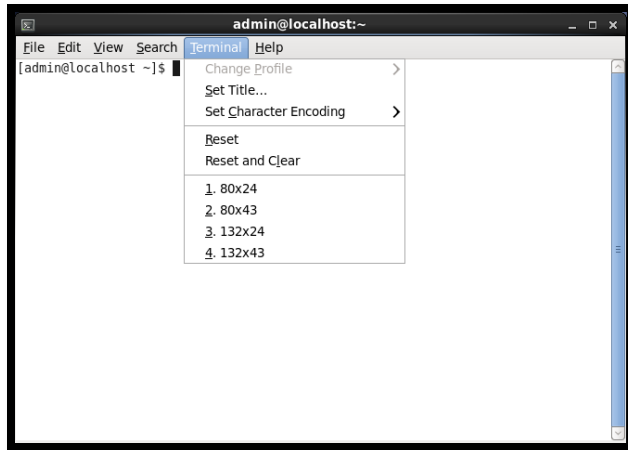 admin@localhost:~
File Edit View Search Terminal Help
[admin@localhost ~]$
Change Profile
Set Title...
Set Character Encoding
Reset
Reset and Clear
1. 80x24
2. 80x43
3. 132x24
4. 132x43